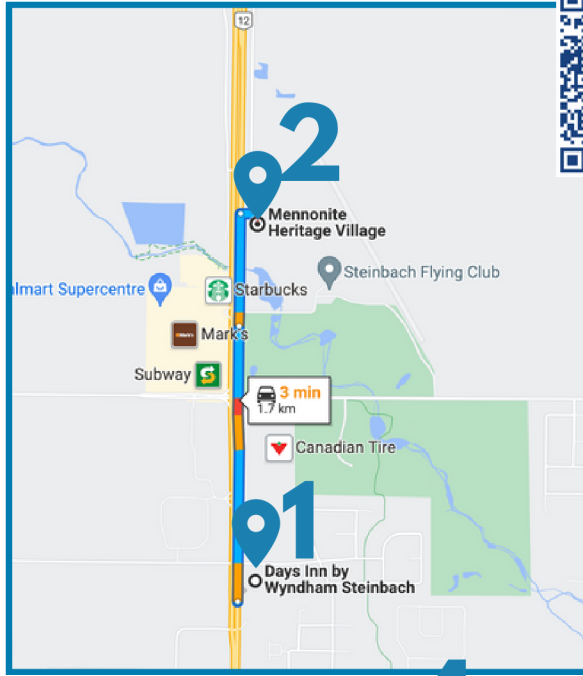 12
2
Mennonite
Heritage Village
Steinbach Flying Club
lmart Supercentre
Starbucks
Mark's
Subway
3 min
1.7 km
Canadian Tire
1
Days Inn by
Wyndham Steinbach